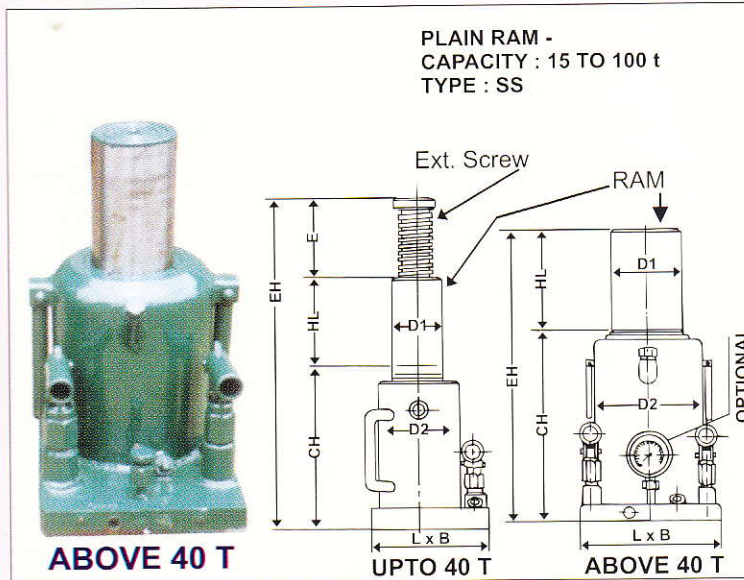 PLAIN RAM -
CAPACITY : 15 TO 100 t
TYPE : SS
Ext. Screw
RAM
E
EH
HL
D1
CH
D2
L x B
UPTO 40 T
HL
D1
EH
CH
D2
OPTIONAL
L x B
ABOVE 40 T
ABOVE 40 T